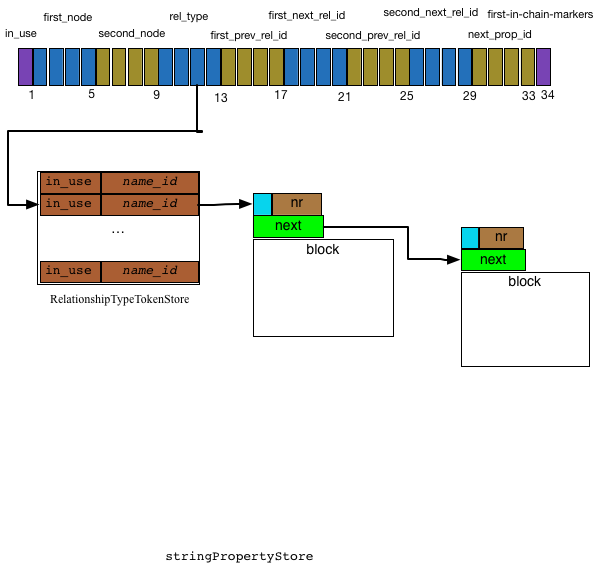 first_node rel_type first_next_rel_id second_next_rel_id first-in-chain-markers
in_use second_node first_prev_rel_id second_prev_rel_id next_prop_id
1 5 9 13 17 21 25 29 33 34
in_use name_id
in_use name_id
...
in_use name_id
RelationshipTypeTokenStore
nr
next
block
nr
next
block
stringPropertyStore